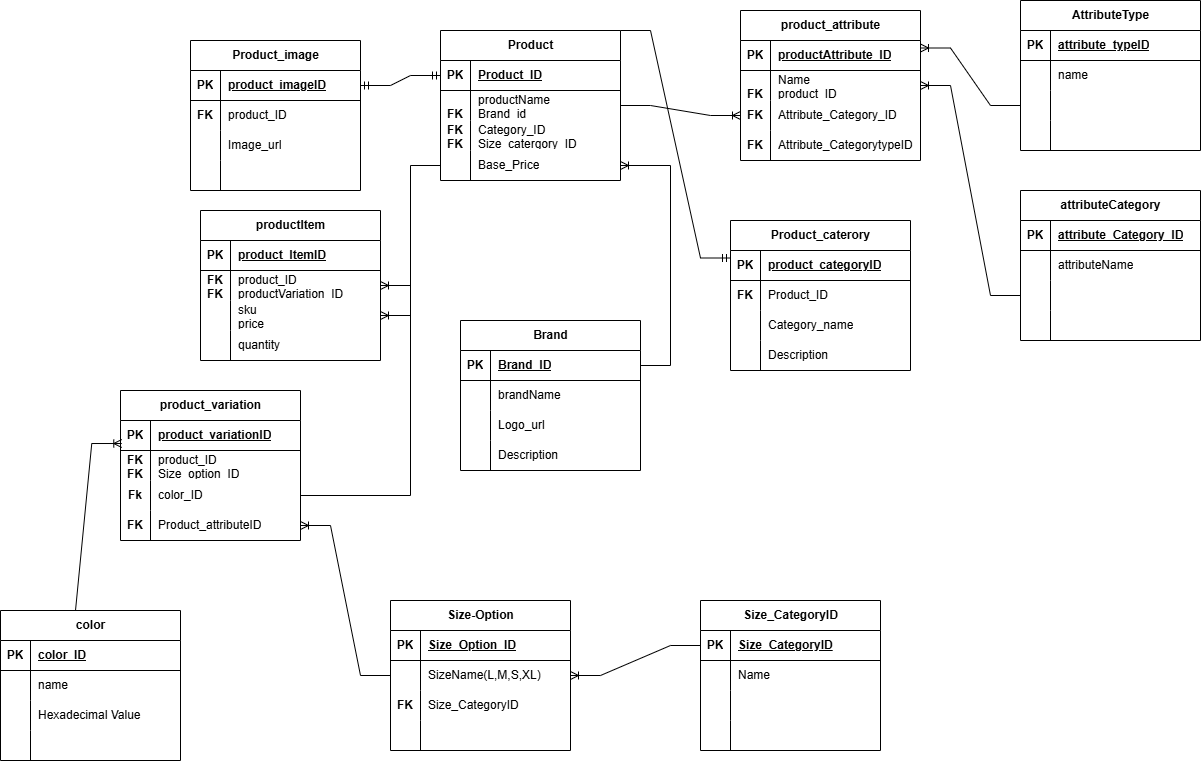 Product_image
PK product_imageID
FK product_ID
Image_url
Product
PK Product_ID
productName
FK Brand_id
FK Category_ID
FK Size_catergory_ID
Base_Price
product_attribute
PK productAttribute_ID
Name
FK product_ID
FK Attribute_Category_ID
FK Attribute_CategorytypeID
AttributeType
PK attribute_typeID
name
attributeCategory
PK attribute_Category_ID
attributeName
productItem
PK product_ItemID
FK product_ID
FK productVariation_ID
sku
price
quantity
Product_caterory
PK product_categoryID
FK Product_ID
Category_name
Description
Brand
PK Brand_ID
brandName
Logo_url
Description
product_variation
PK product_variationID
FK product_ID
FK Size_option_ID
Fk color_ID
FK Product_attributeID
color
PK color_ID
name
Hexadecimal Value
Size-Option
PK Size_Option_ID
SizeName(L,M,S,XL)
FK Size_CategoryID
Size_CategoryID
PK Size_CategoryID
Name